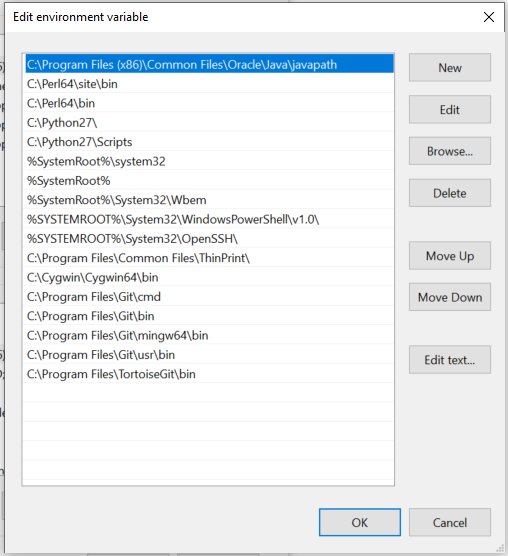 Edit environment variable
C:\Program Files (x86)\Common Files\Oracle\Java\javapath
C:\Perl64\site\bin
C:\Perl64\bin
C:\Python27\
C:\Python27\Scripts
%SystemRoot%\system32
%SystemRoot%
%SystemRoot%\System32\Wbem
%SYSTEMROOT%\System32\WindowsPowerShell\v1.0\
%SYSTEMROOT%\System32\OpenSSH\
C:\Program Files\Common Files\ThinPrint\
C:\Cygwin\Cygwin64\bin
C:\Program Files\Git\cmd
C:\Program Files\Git\bin
C:\Program Files\Git\mingw64\bin
C:\Program Files\Git\usr\bin
C:\Program Files\TortoiseGit\bin
New
Edit
Browse...
Delete
Move Up
Move Down
Edit text...
OK
Cancel